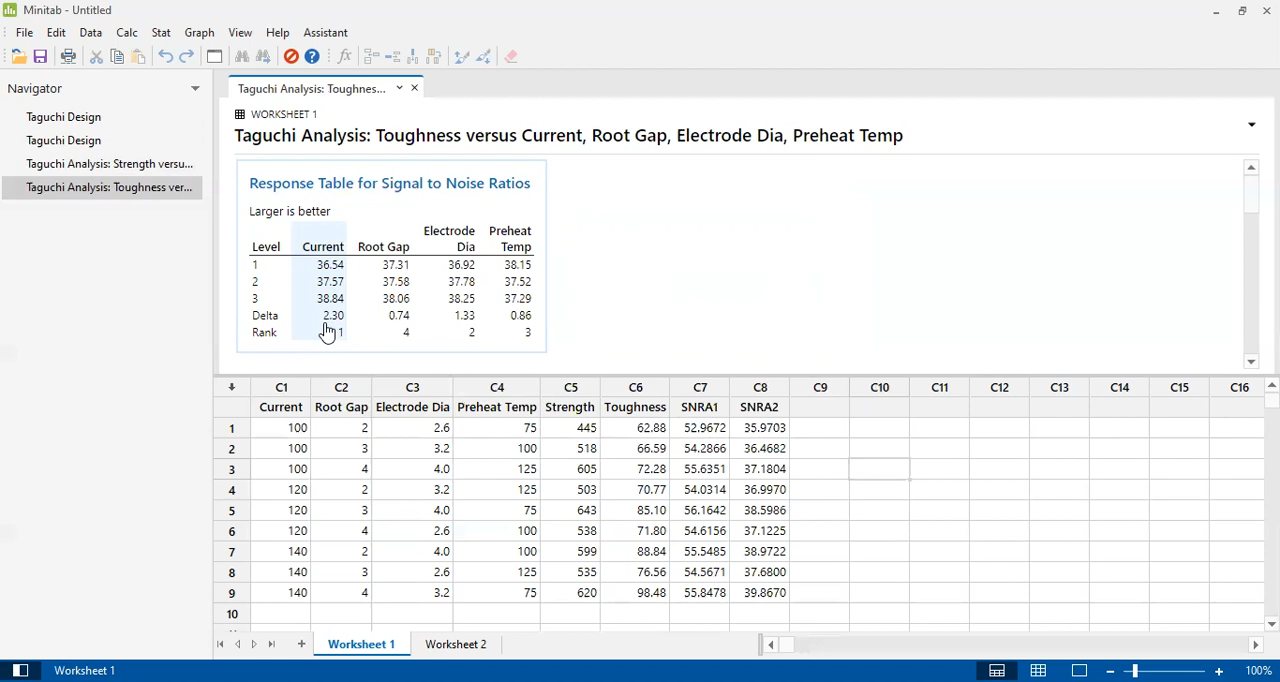 Minitab - Untitled
File Edit Data Calc Stat Graph View Help Assistant
fx
Navigator
Taguchi Design
Taguchi Design
Taguchi Analysis: Strength versu...
Taguchi Analysis: Toughness ver...
Taguchi Analysis: Toughnes...
WORKSHEET 1
Taguchi Analysis: Toughness versus Current, Root Gap, Electrode Dia, Preheat Temp
Response Table for Signal to Noise Ratios
Larger is better
Electrode Preheat
Level Current Root Gap Dia Temp
1 36.54 37.31 36.92 38.15
2 37.57 37.58 37.78 37.52
3 38.84 38.06 38.25 37.29
Delta 2.30 0.74 1.33 0.86
Rank 1 4 2 3
C1 C2 C3 C4 C5 C6 C7 C8 C9 C10 C11 C12 C13 C14 C15 C16
Current Root Gap Electrode Dia Preheat Temp Strength Toughness SNRA1 SNRA2
1 100 2 2.6 75 445 62.88 52.9672 35.9703
2 100 3 3.2 100 518 66.59 54.2866 36.4682
3 100 4 4.0 125 605 72.28 55.6351 37.1804
4 120 2 3.2 125 503 70.77 54.0314 36.9970
5 120 3 4.0 75 643 85.10 56.1642 38.5986
6 120 4 2.6 100 538 71.80 54.6156 37.1225
7 140 2 4.0 100 599 88.84 55.5485 38.9722
8 140 3 2.6 125 535 76.56 54.5671 37.6800
9 140 4 3.2 75 620 98.48 55.8478 39.8670
10
Worksheet 1 Worksheet 2
Worksheet 1
100%